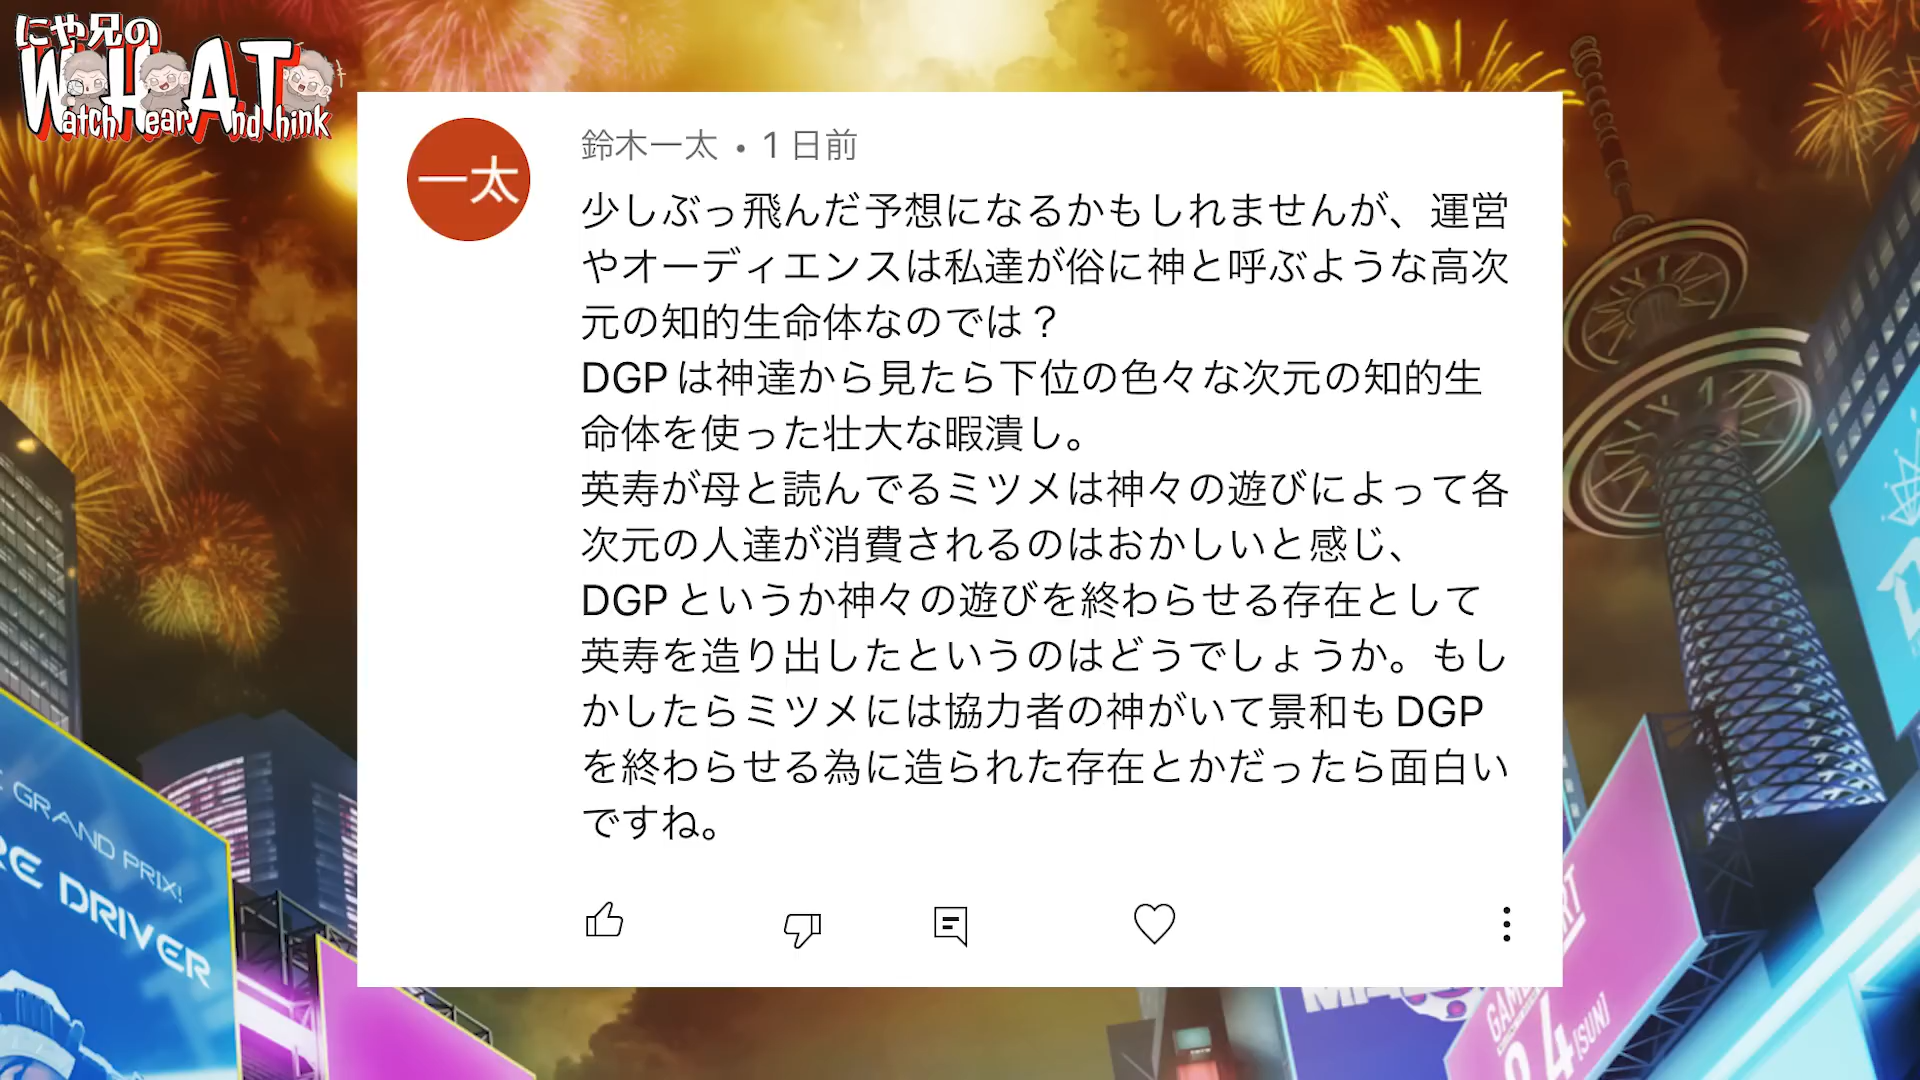 にや兄の
WHAT
Watch Hear And Think
一太
鈴木一太 • 1 日前
少しぶっ飛んだ予想になるかもしれませんが、運営
やオーディエンスは私達が俗に神と呼ぶような高次
元の知的生命体なのでは？
DGP は神達から見たら下位の色々な次元の知的生
命体を使った壮大な暇潰し。
英寿が母と読んでるミツメは神々の遊びによって各
次元の人達が消費されるのはおかしいと感じ、
DGP というか神々の遊びを終わらせる存在として
英寿を造り出したというのはどうでしょうか。もし
かしたらミツメには協力者の神がいて景和も DGP
を終わらせる為に造られた存在とかだったら面白い
ですね。
GRAND PRIX!
DRIVER
[SUN]